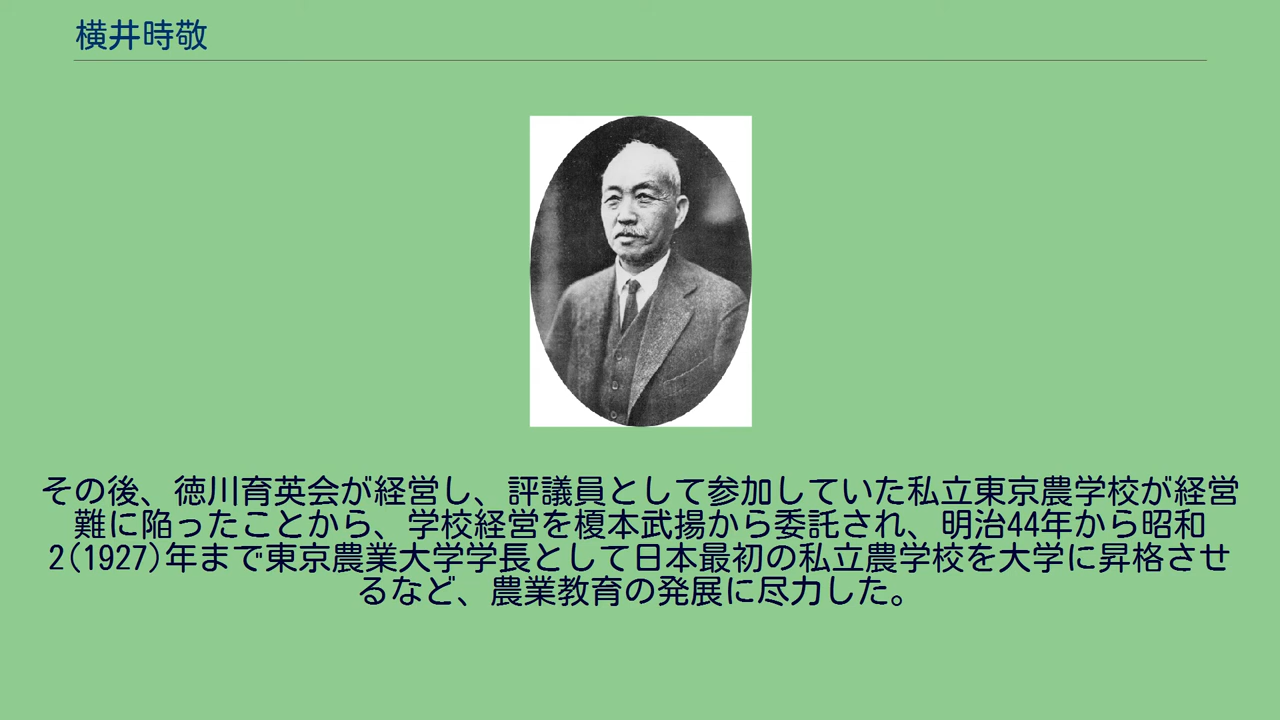 横井時敬
その後、徳川育英会が経営し、評議員として参加していた私立東京農学校が経営
難に陥ったことから、学校経営を榎本武揚から委託され、明治44年から昭和
2(1927)年まで東京農業大学学長として日本最初の私立農学校を大学に昇格させ
るなど、農業教育の発展に尽力した。